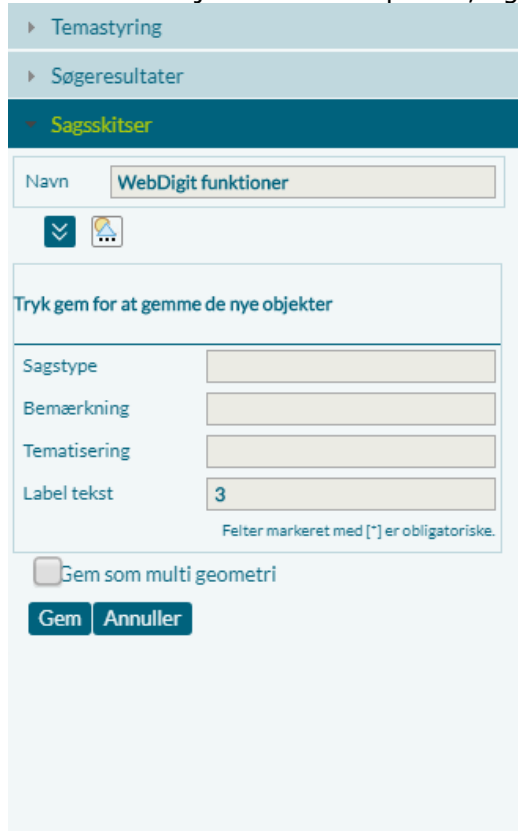 Temastyring
Søgeresultater
Sagsskitser
Navn WebDigit funktioner
Tryk gem for at gemme de nye objekter
Sagstype
Bemærkning
Tematisering
Label tekst 3
Felter markeret med [*] er obligatoriske.
Gem som multi geometri
Gem Annuller